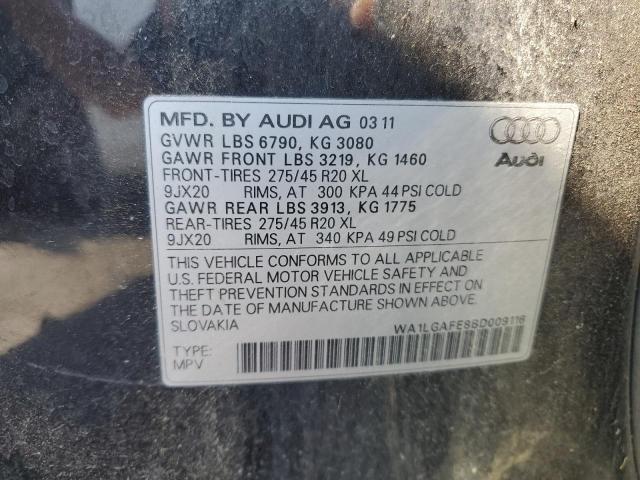 MFD. BY AUDI AG 03 11
GVWR LBS 6790, KG 3080
GAWR FRONT LBS 3219, KG 1460
FRONT-TIRES 275/45 R20 XL
9JX20 RIMS, AT 300 KPA 44 PSI COLD
GAWR REAR LBS 3913, KG 1775
REAR-TIRES 275/45 R20 XL
9JX20 RIMS, AT 340 KPA 49 PSI COLD
Audi
THIS VEHICLE CONFORMS TO ALL APPLICABLE
U.S. FEDERAL MOTOR VEHICLE SAFETY AND
THEFT PREVENTION STANDARDS IN EFFECT ON
THE DATE OF MANUFACTURE SHOWN ABOVE.
SLOVAKIA
WA1LGAFE8BD009116
TYPE:
MPV